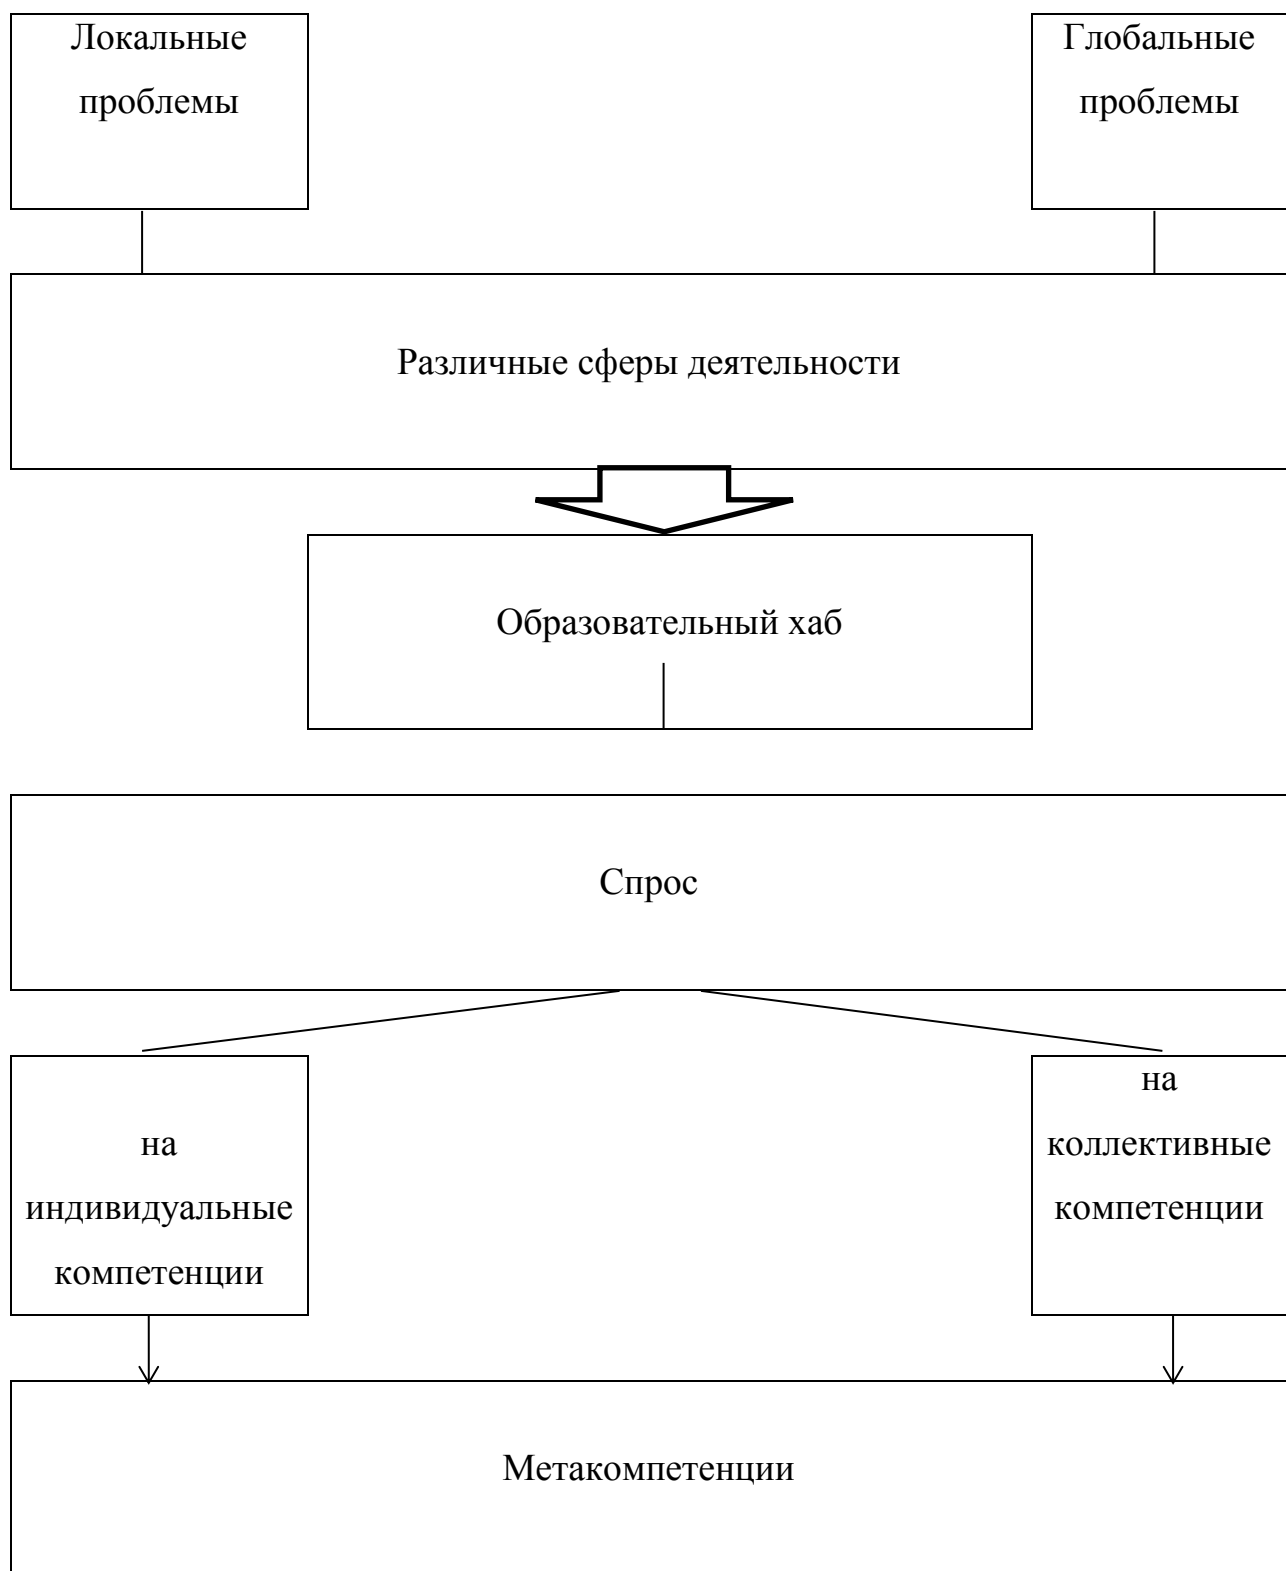 Локальные
проблемы
Глобальные
проблемы
Различные сферы деятельности
Образовательный хаб
Спрос
на
индивидуальные
компетенции
на
коллективные
компетенции
Метакомпетенции